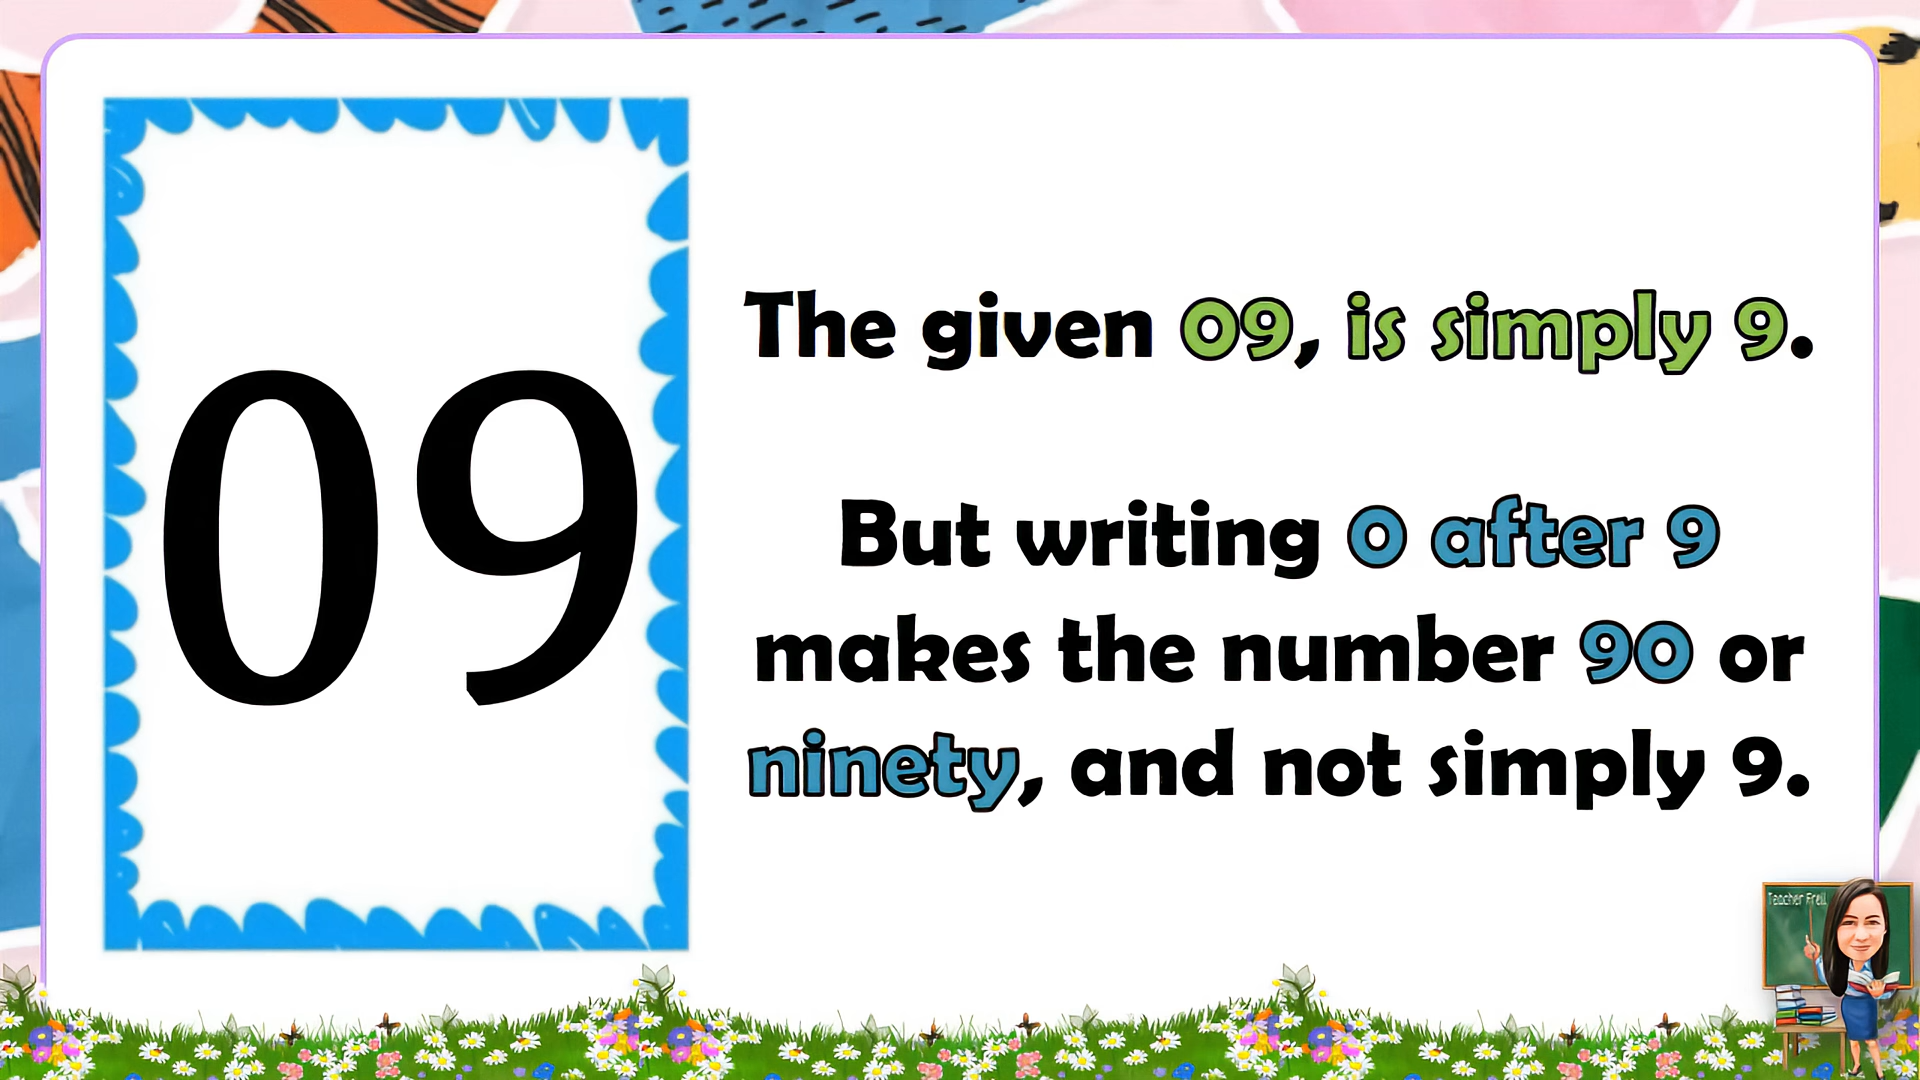 09
The given 09, is simply 9.
But writing 0 after 9
makes the number 90 or
ninety, and not simply 9.
Teacher Frell